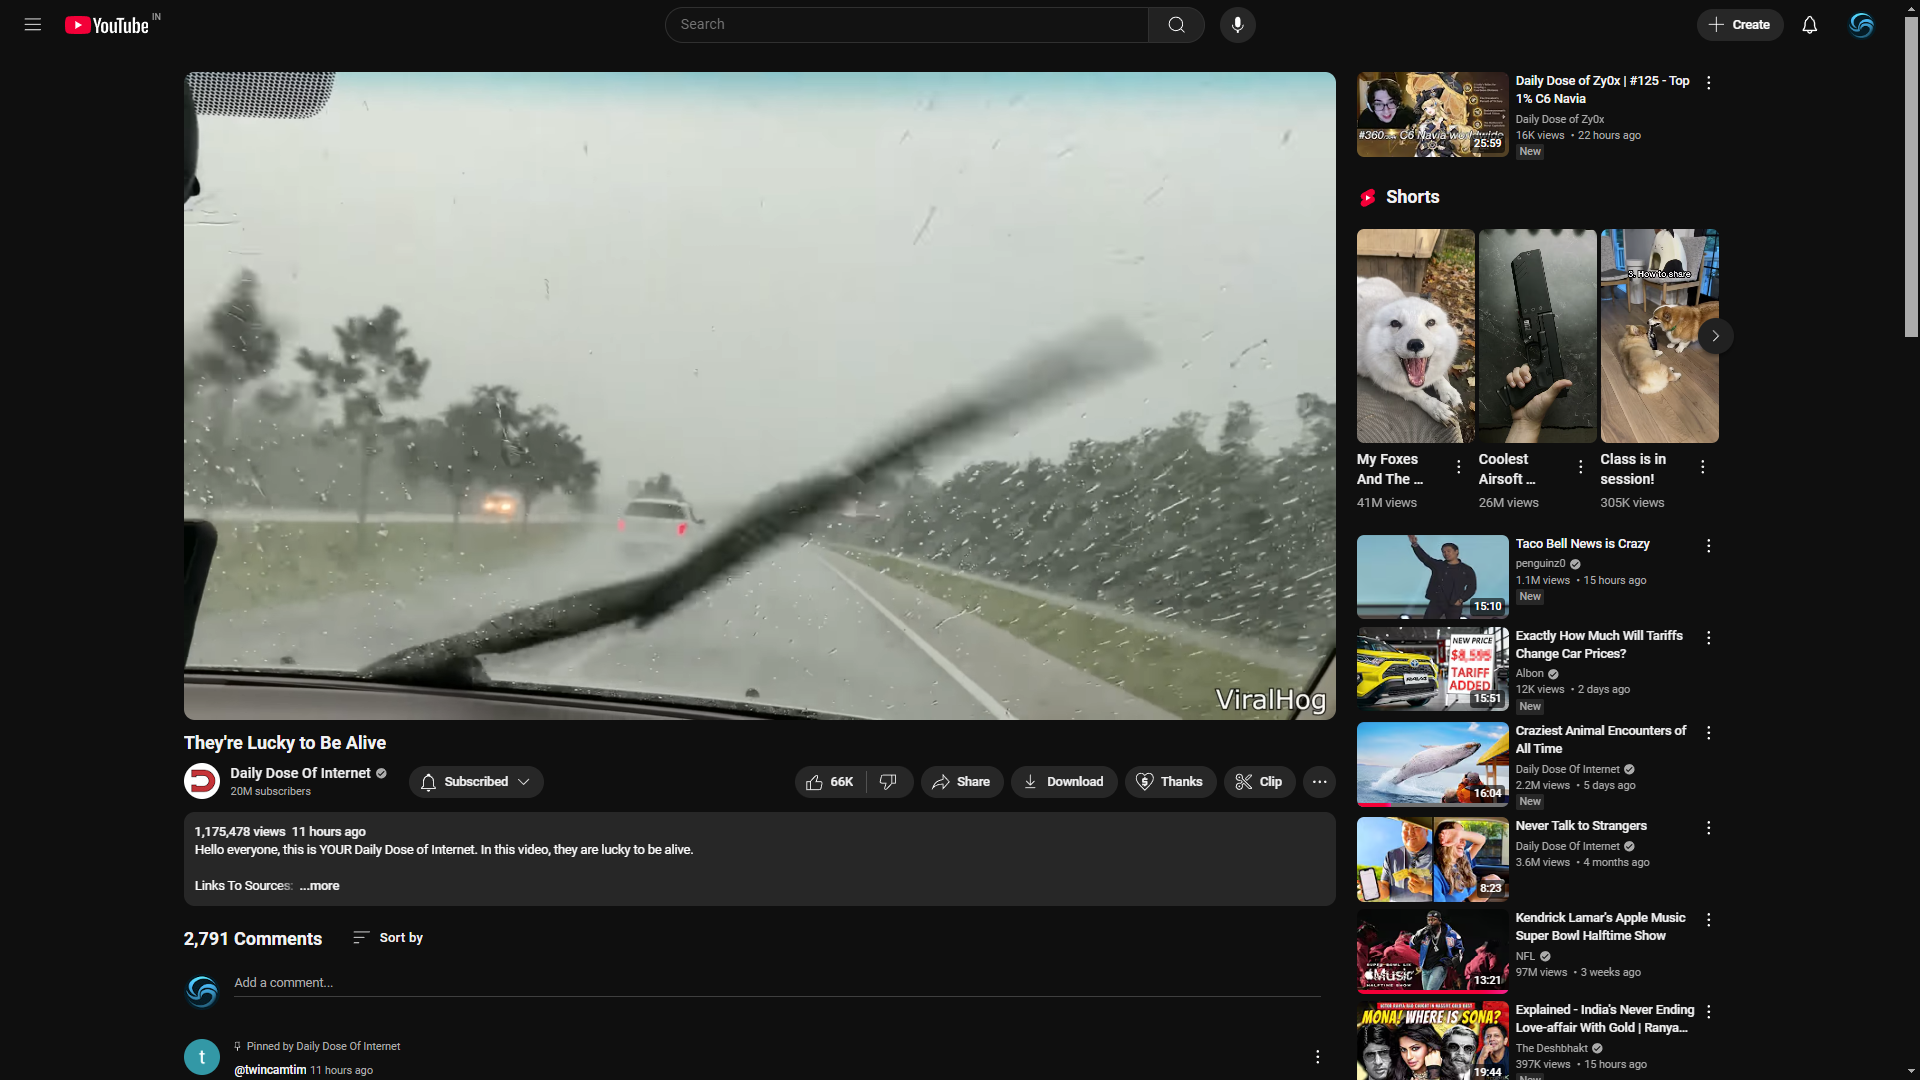 YouTube IN
Search
Create
ViralHog
They're Lucky to Be Alive
Daily Dose Of Internet
20M subscribers
Subscribed
66K
Share
Download
Thanks
Clip
1,175,478 views 11 hours ago
Hello everyone, this is YOUR Daily Dose of Internet. In this video, they are lucky to be alive.
Links To Sources: ...more
2,791 Comments
Sort by
Add a comment...
t
Pinned by Daily Dose Of Internet
@twincamtim 11 hours ago
#360 C6 Navia worldwide
25:59
Daily Dose of Zy0x | #125 - Top
1% C6 Navia
Daily Dose of Zy0x
16K views • 22 hours ago
New
Shorts
3. How to share
My Foxes
And The ...
41M views
Coolest
Airsoft ...
26M views
Class is in
session!
305K views
15:10
Taco Bell News is Crazy
penguinz0
1.1M views • 15 hours ago
New
NEW PRICE
$8,595
TARIFF
ADDED
15:51
Exactly How Much Will Tariffs
Change Car Prices?
Albon
12K views • 2 days ago
New
16:04
Craziest Animal Encounters of
All Time
Daily Dose Of Internet
2.2M views • 5 days ago
New
8:23
Never Talk to Strangers
Daily Dose Of Internet
3.6M views • 4 months ago
Music
HALFTIME SHOW
13:21
Kendrick Lamar's Apple Music
Super Bowl Halftime Show
NFL
97M views • 3 weeks ago
MONA! WHERE IS SONA?
19:44
Explained - India's Never Ending
Love-affair With Gold | Ranya...
The Deshbhakt
397K views • 15 hours ago
New